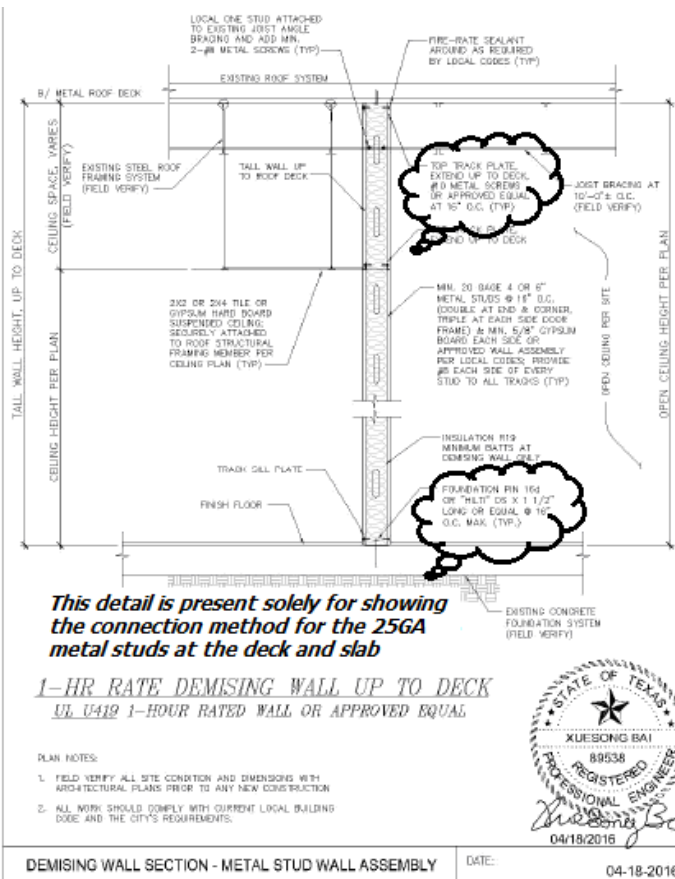 LOCAL ONE STUD ATTACHED
TO EXISTING JOIST ANGLE
BRACING AND ADD MIN.
2-#8 METAL SCREWS (TYP)
FIRE-RATE SEALANT
AROUND AS REQUIRED
BY LOCAL CODES (TYP)
EXISTING ROOF SYSTEM
B/ METAL ROOF DECK
CEILING SPACE, VARIES
(FIELD VERIFY)
EXISTING STEEL ROOF
FRAMING SYSTEM
(FIELD VERIFY)
TALL WALL UP
TO ROOF DECK
TOP TRACK PLATE,
EXTEND UP TO DECK,
#10 METAL SCREWS
OR APPROVED EQUAL
AT 16" O.C. (TYP)
JOIST BRACING AT
10'-0"± O.C.
(FIELD VERIFY)
UP TO DECK
TALL WALL HEIGHT, UP TO DECK
CEILING HEIGHT PER PLAN
2X2 OR 2X4 TILE OR
GYPSUM HARD BOARD
SUSPENDED CEILING;
SECURELY ATTACHED
TO ROOF STRUCTURAL
FRAMING MEMBER PER
CEILING PLAN (TYP)
MIN. 20 GAGE 4 OR 6"
METAL STUDS @ 16" O.C.
(DOUBLE AT END & CORNER,
TRIPLE AT EACH SIDE DOOR
FRAME) & MIN. 5/8" GYPSUM
BOARD EACH SIDE OR
APPROVED WALL ASSEMBLY
PER LOCAL CODES; PROVIDE
#8 EACH SIDE OF EVERY
STUD TO ALL TRACKS (TYP)
OPEN CEILING PER SITE
OPEN CEILING HEIGHT PER PLAN
INSULATION R19
MINIMUM BATTS AT
DEMISING WALL ONLY
TRACK SILL PLATE
FINISH FLOOR
FOUNDATION PIN 16d
OR "HILTI" DS X 1 1/2"
LONG OR EQUAL @ 16"
O.C. MAX. (TYP.)
EXISTING CONCRETE
FOUNDATION SYSTEM
(FIELD VERIFY)
This detail is present solely for showing
the connection method for the 25GA
metal studs at the deck and slab
1-HR RATE DEMISING WALL UP TO DECK
UL U419 1-HOUR RATED WALL OR APPROVED EQUAL
PLAN NOTES:
1. FIELD VERIFY ALL SITE CONDITION AND DIMENSIONS WITH
ARCHITECTURAL PLANS PRIOR TO ANY NEW CONSTRUCTION
2. ALL WORK SHOULD COMPLY WITH CURRENT LOCAL BUILDING
CODE AND THE CITY'S REQUIREMENTS.
STATE OF TEXAS
XUESONG BAI
89538
REGISTERED
PROFESSIONAL ENGINEER
Xuesong Bai
04/18/2016
DEMISING WALL SECTION - METAL STUD WALL ASSEMBLY
DATE:
04-18-2016